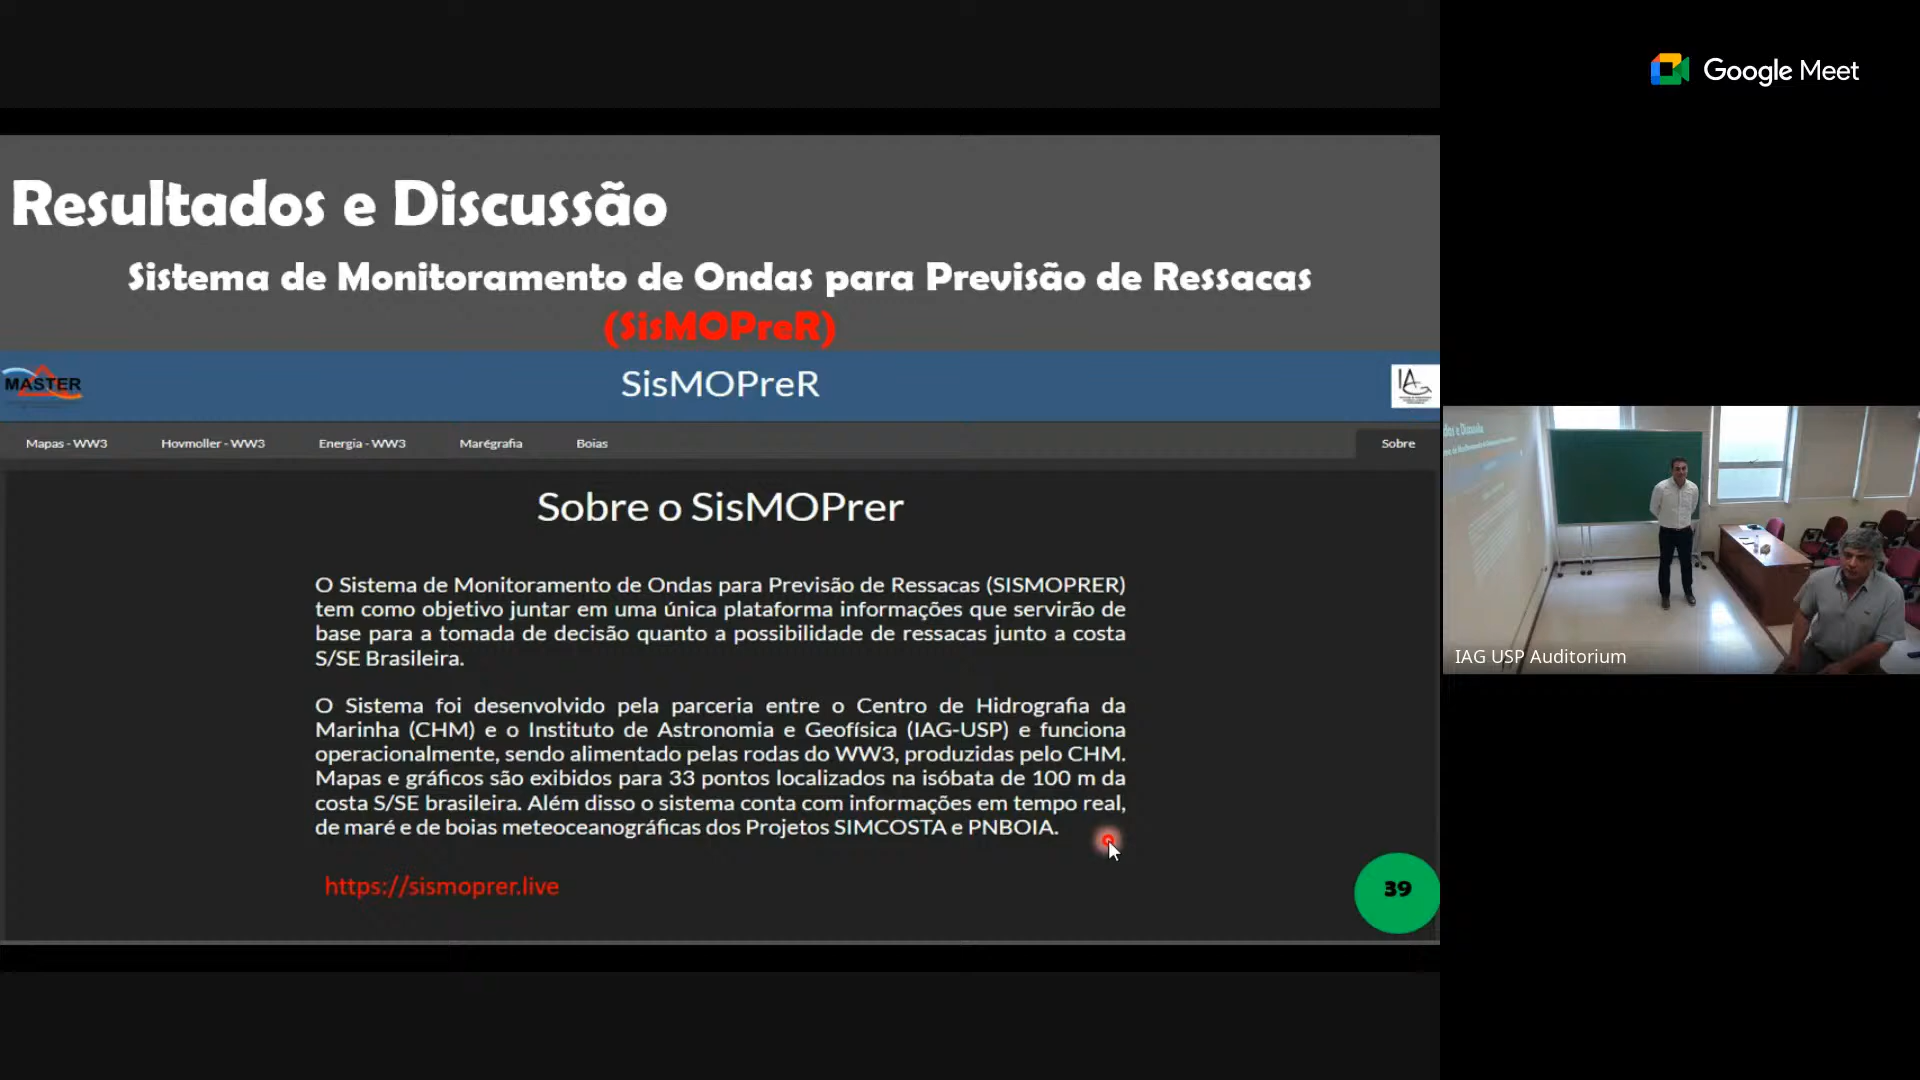 Google Meet
Resultados e Discussão
Sistema de Monitoramento de Ondas para Previsão de Ressacas
(SisMOPreR)
MASTER
SisMOPreR
IAG
Mapas - WW3
Hovmoller - WW3
Energia - WW3
Marégrafia
Boias
Sobre
Sobre o SisMOPrer
O Sistema de Monitoramento de Ondas para Previsão de Ressacas (SISMOPRER)
tem como objetivo juntar em uma única plataforma informações que servirão de
base para a tomada de decisão quanto a possibilidade de ressacas junto a costa
S/SE Brasileira.
O Sistema foi desenvolvido pela parceria entre o Centro de Hidrografia da
Marinha (CHM) e o Instituto de Astronomia e Geofísica (IAG-USP) e funciona
operacionalmente, sendo alimentado pelas rodas do WW3, produzidas pelo CHM.
Mapas e gráficos são exibidos para 33 pontos localizados na isóbata de 100 m da
costa S/SE brasileira. Além disso o sistema conta com informações em tempo real,
de maré e de boias meteoceanográficas dos Projetos SIMCOSTA e PNBOIA.
https://sismoprer.live
39
IAG USP Auditorium